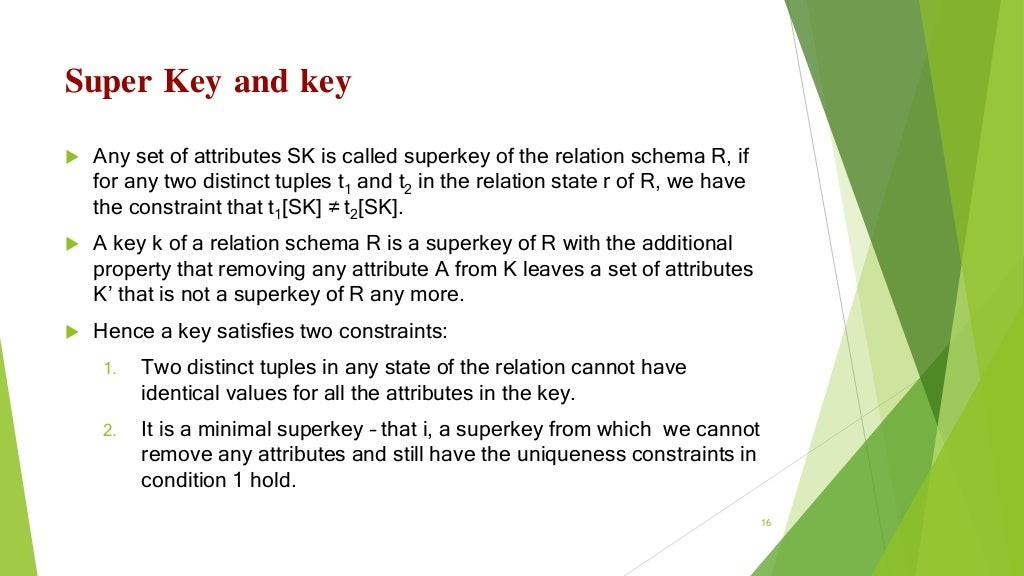 Super Key and key
Any set of attributes SK is called superkey of the relation schema R, if
for any two distinct tuples t1 and t2 in the relation state r of R, we have
the constraint that t1[SK] ≠ t2[SK].
A key k of a relation schema R is a superkey of R with the additional
property that removing any attribute A from K leaves a set of attributes
K’ that is not a superkey of R any more.
Hence a key satisfies two constraints:
1. Two distinct tuples in any state of the relation cannot have
identical values for all the attributes in the key.
2. It is a minimal superkey – that i, a superkey from which we cannot
remove any attributes and still have the uniqueness constraints in
condition 1 hold.
16